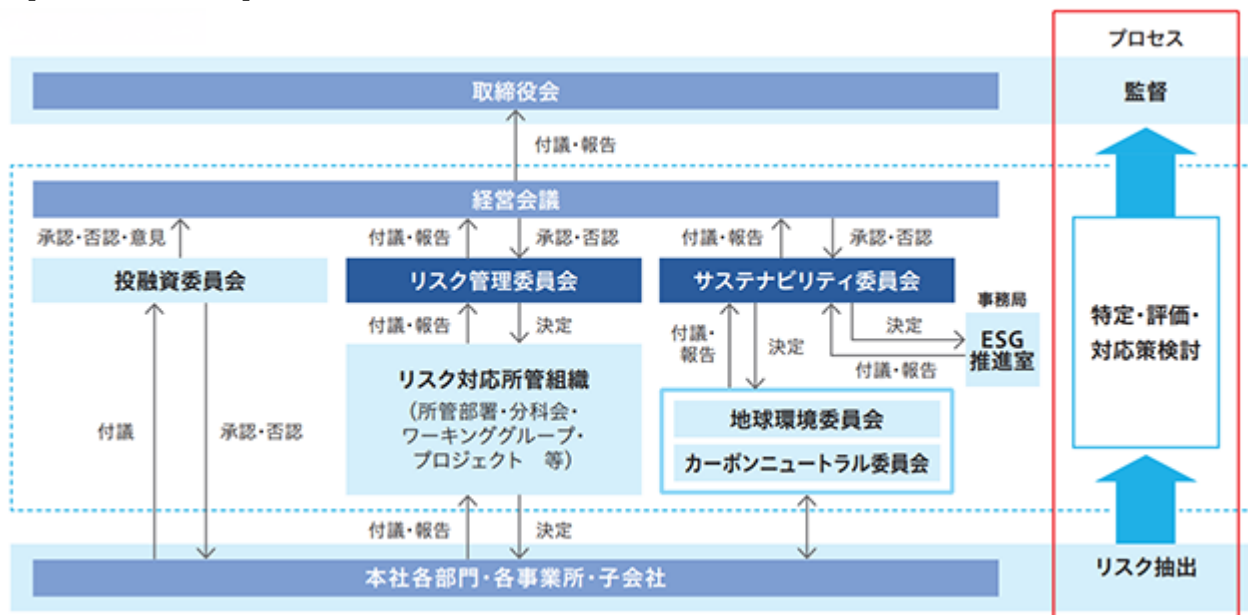 プロセス
取締役会
監督
付議・報告
経営会議
承認・否認・意見
付議・報告
承認・否認
付議・報告
承認・否認
投融資委員会
リスク管理委員会
サステナビリティ委員会
事務局
ESG
推進室
付議・報告
決定
付議・
報告
決定
決定
付議・報告
特定・評価・
対応策検討
リスク対応所管組織
(所管部署・分科会・
ワーキンググループ・
プロジェクト 等)
地球環境委員会
カーボンニュートラル委員会
付議
承認・否認
付議・報告
決定
本社各部門・各事業所・子会社
リスク抽出